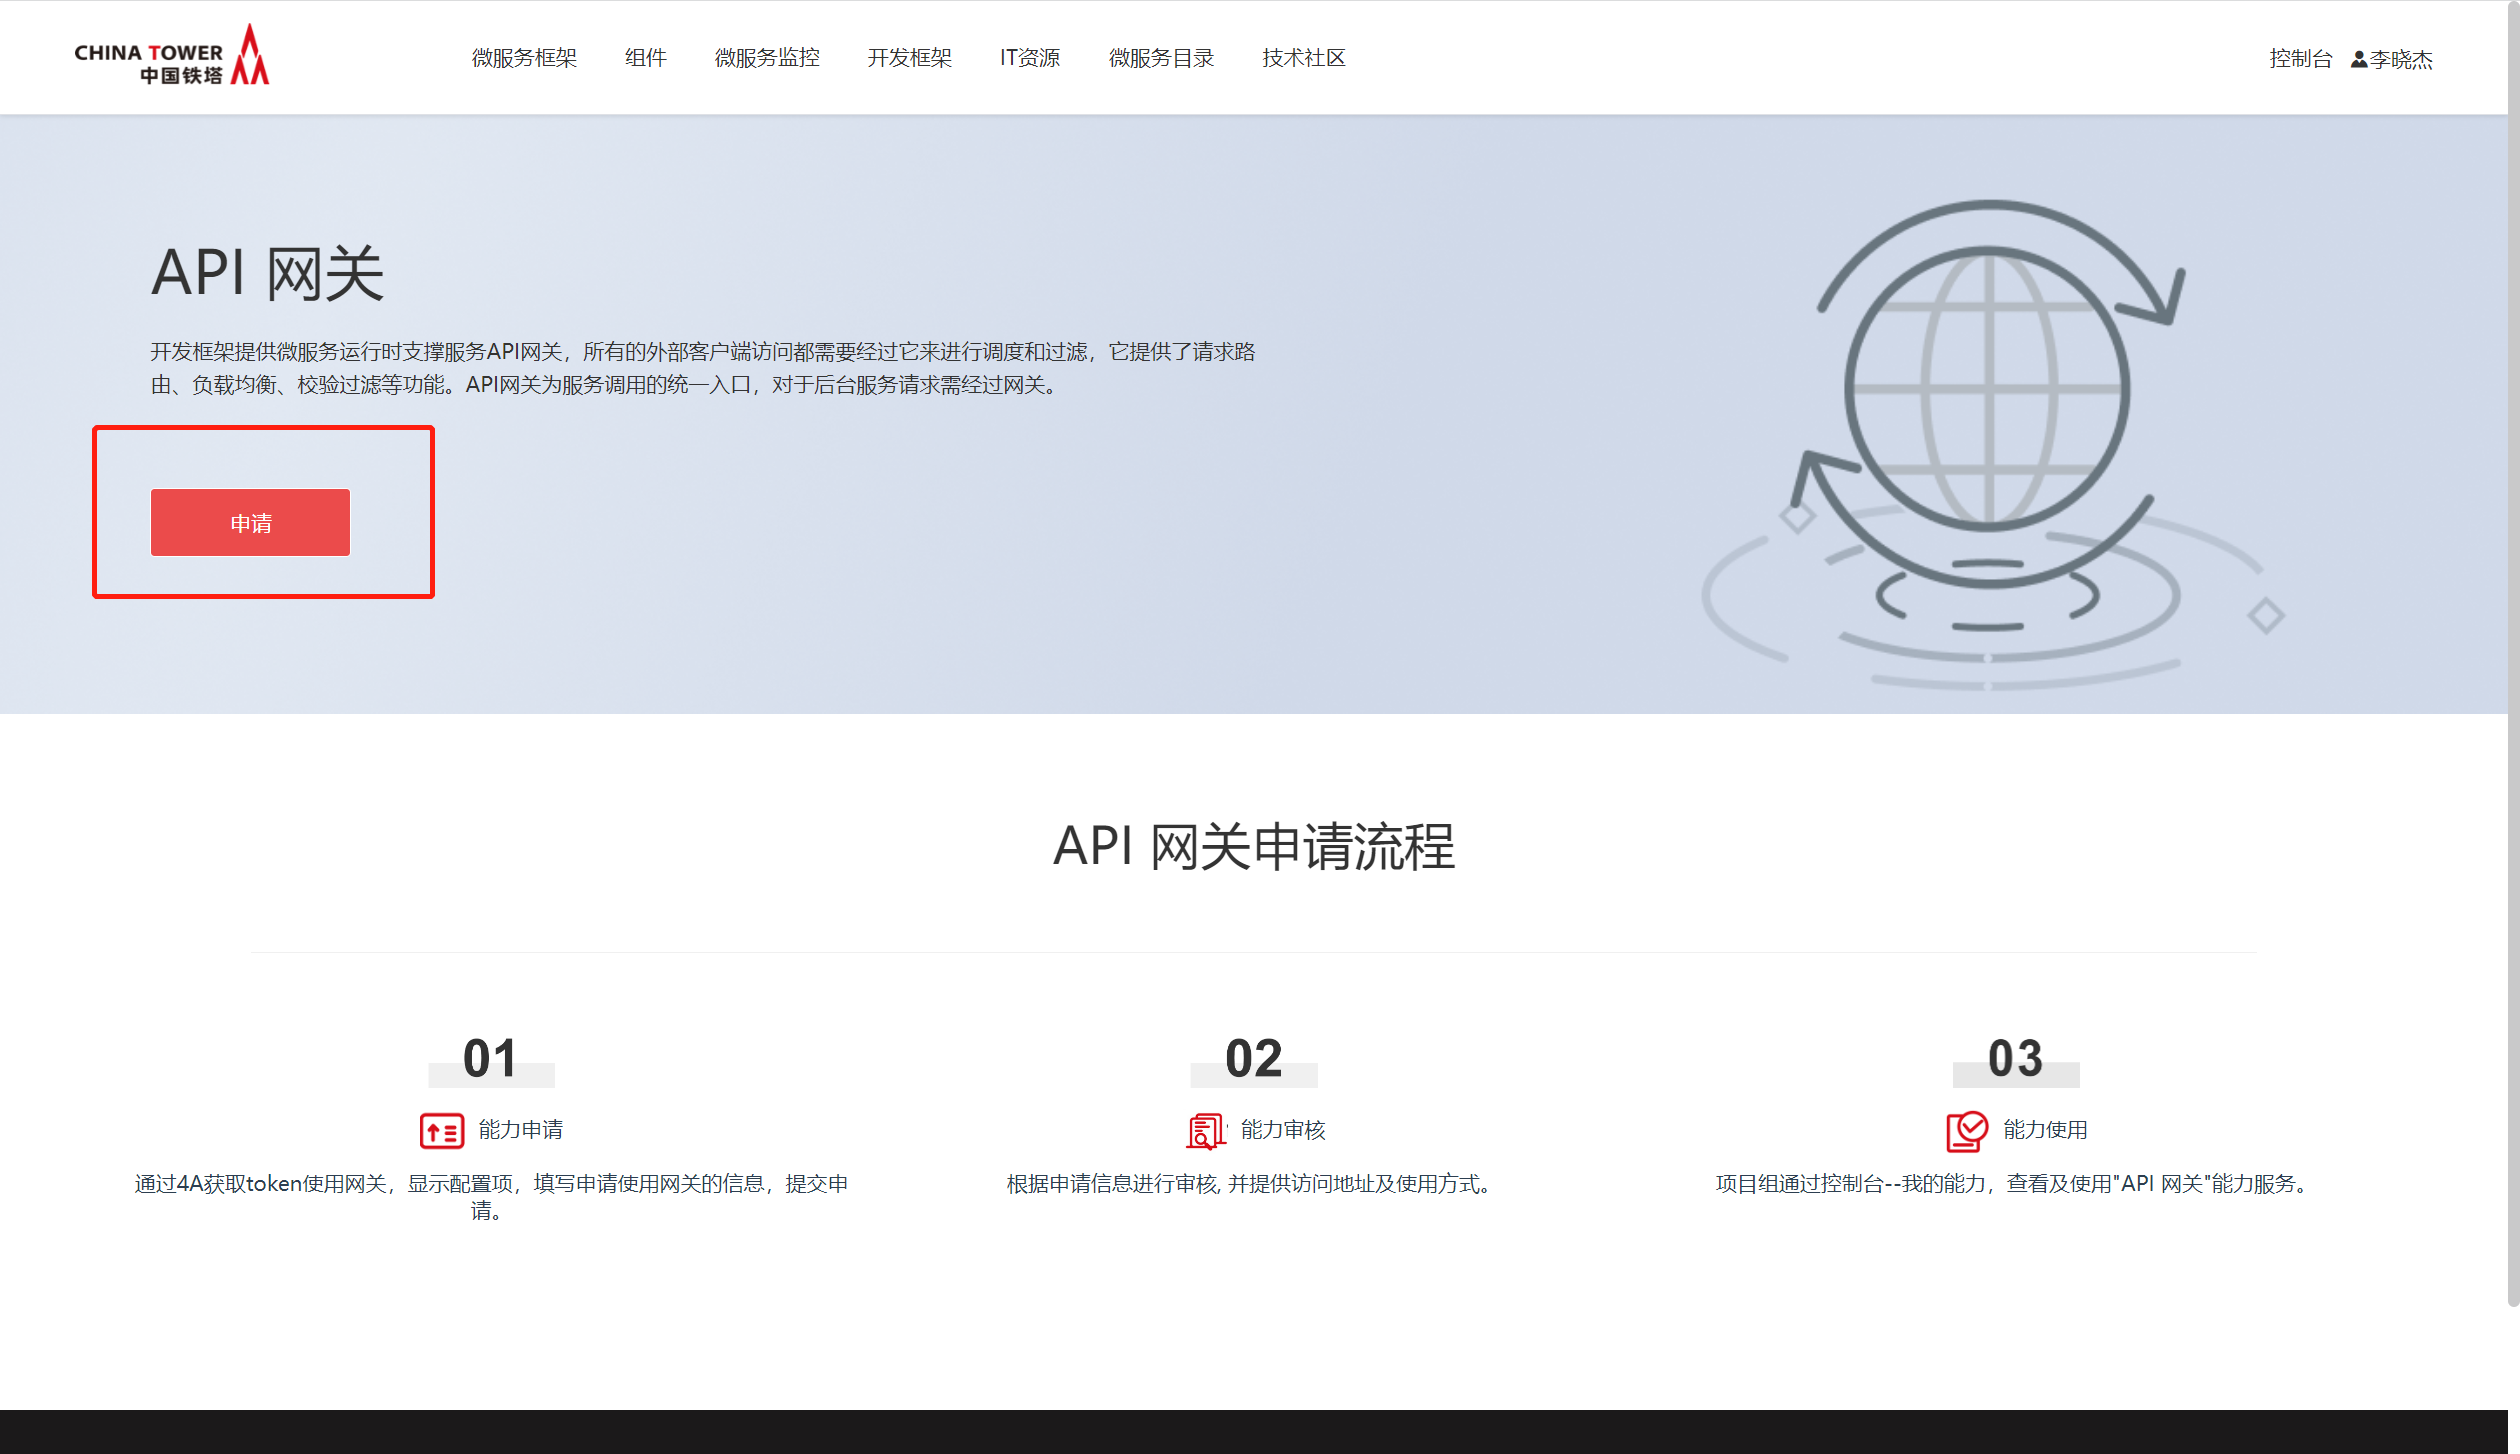 CHINA TOWER
中国铁塔
微服务框架 组件 微服务监控 开发框架 IT资源 微服务目录 技术社区 控制台 李晓杰
API 网关
开发框架提供微服务运行时支撑服务API网关，所有的外部客户端访问都需要经过它来进行调度和过滤，它提供了请求路
由、负载均衡、校验过滤等功能。API网关为服务调用的统一入口，对于后台服务请求需经过网关。
申请
API 网关申请流程
01
能力申请
通过4A获取token使用网关，显示配置项，填写申请使用网关的信息，提交申
请。
02
能力审核
根据申请信息进行审核, 并提供访问地址及使用方式。
03
能力使用
项目组通过控制台--我的能力，查看及使用"API 网关"能力服务。